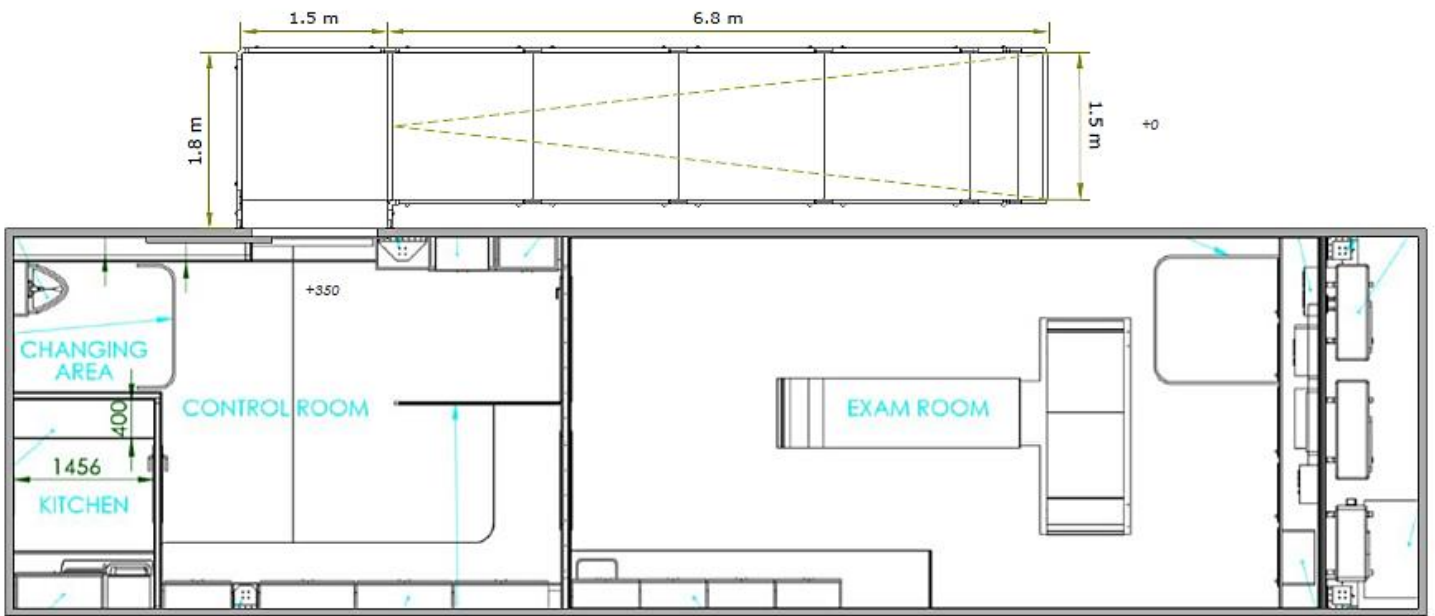 1.5 m
6.8 m
1.8 m
1.5 m
+0
+350
CHANGING
AREA
CONTROL ROOM
400
EXAM ROOM
1456
KITCHEN